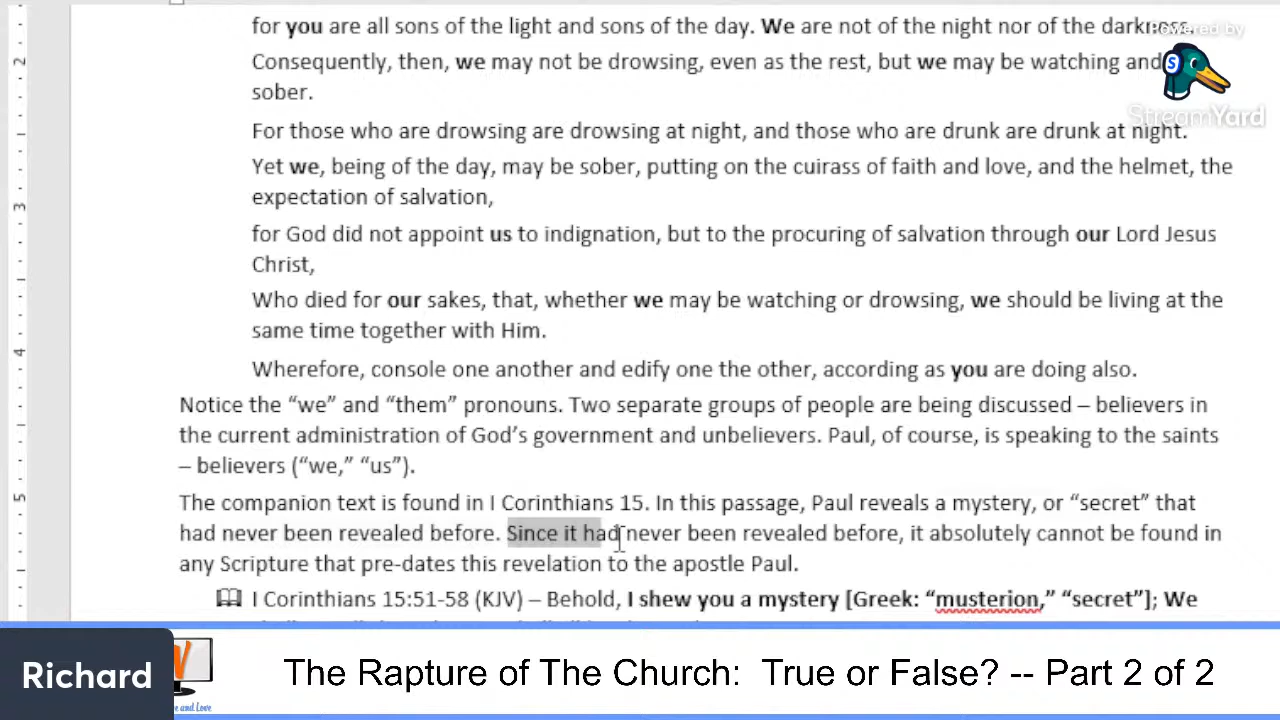 for you are all sons of the light and sons of the day. We are not of the night nor of the darkness.
Powered by
Consequently, then, we may not be drowsing, even as the rest, but we may be watching and
sober.
StreamYard
For those who are drowsing are drowsing at night, and those who are drunk are drunk at night.
Yet we, being of the day, may be sober, putting on the cuirass of faith and love, and the helmet, the
expectation of salvation,
for God did not appoint us to indignation, but to the procuring of salvation through our Lord Jesus
Christ,
Who died for our sakes, that, whether we may be watching or drowsing, we should be living at the
same time together with Him.
Wherefore, console one another and edify one the other, according as you are doing also.
Notice the “we” and “them” pronouns. Two separate groups of people are being discussed – believers in
the current administration of God’s government and unbelievers. Paul, of course, is speaking to the saints
– believers (“we,” “us”).
The companion text is found in I Corinthians 15. In this passage, Paul reveals a mystery, or “secret” that
had never been revealed before. Since it had never been revealed before, it absolutely cannot be found in
any Scripture that pre-dates this revelation to the apostle Paul.
I Corinthians 15:51-58 (KJV) – Behold, I shew you a mystery [Greek: “musterion,” “secret”]; We
2
3
4
5
Richard
e and Love
The Rapture of The Church: True or False? -- Part 2 of 2